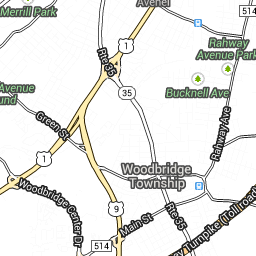 Avenel
Merrill Park
Rahway
Avenue Park
1
Rte 35
35
Bucknell Ave
Avenue
Green St
Rahway Ave
1
Woodbridge
Township
Woodbridge Center Dr
9
Main St
Rte 35
514
514
Turnpike (Toll road)